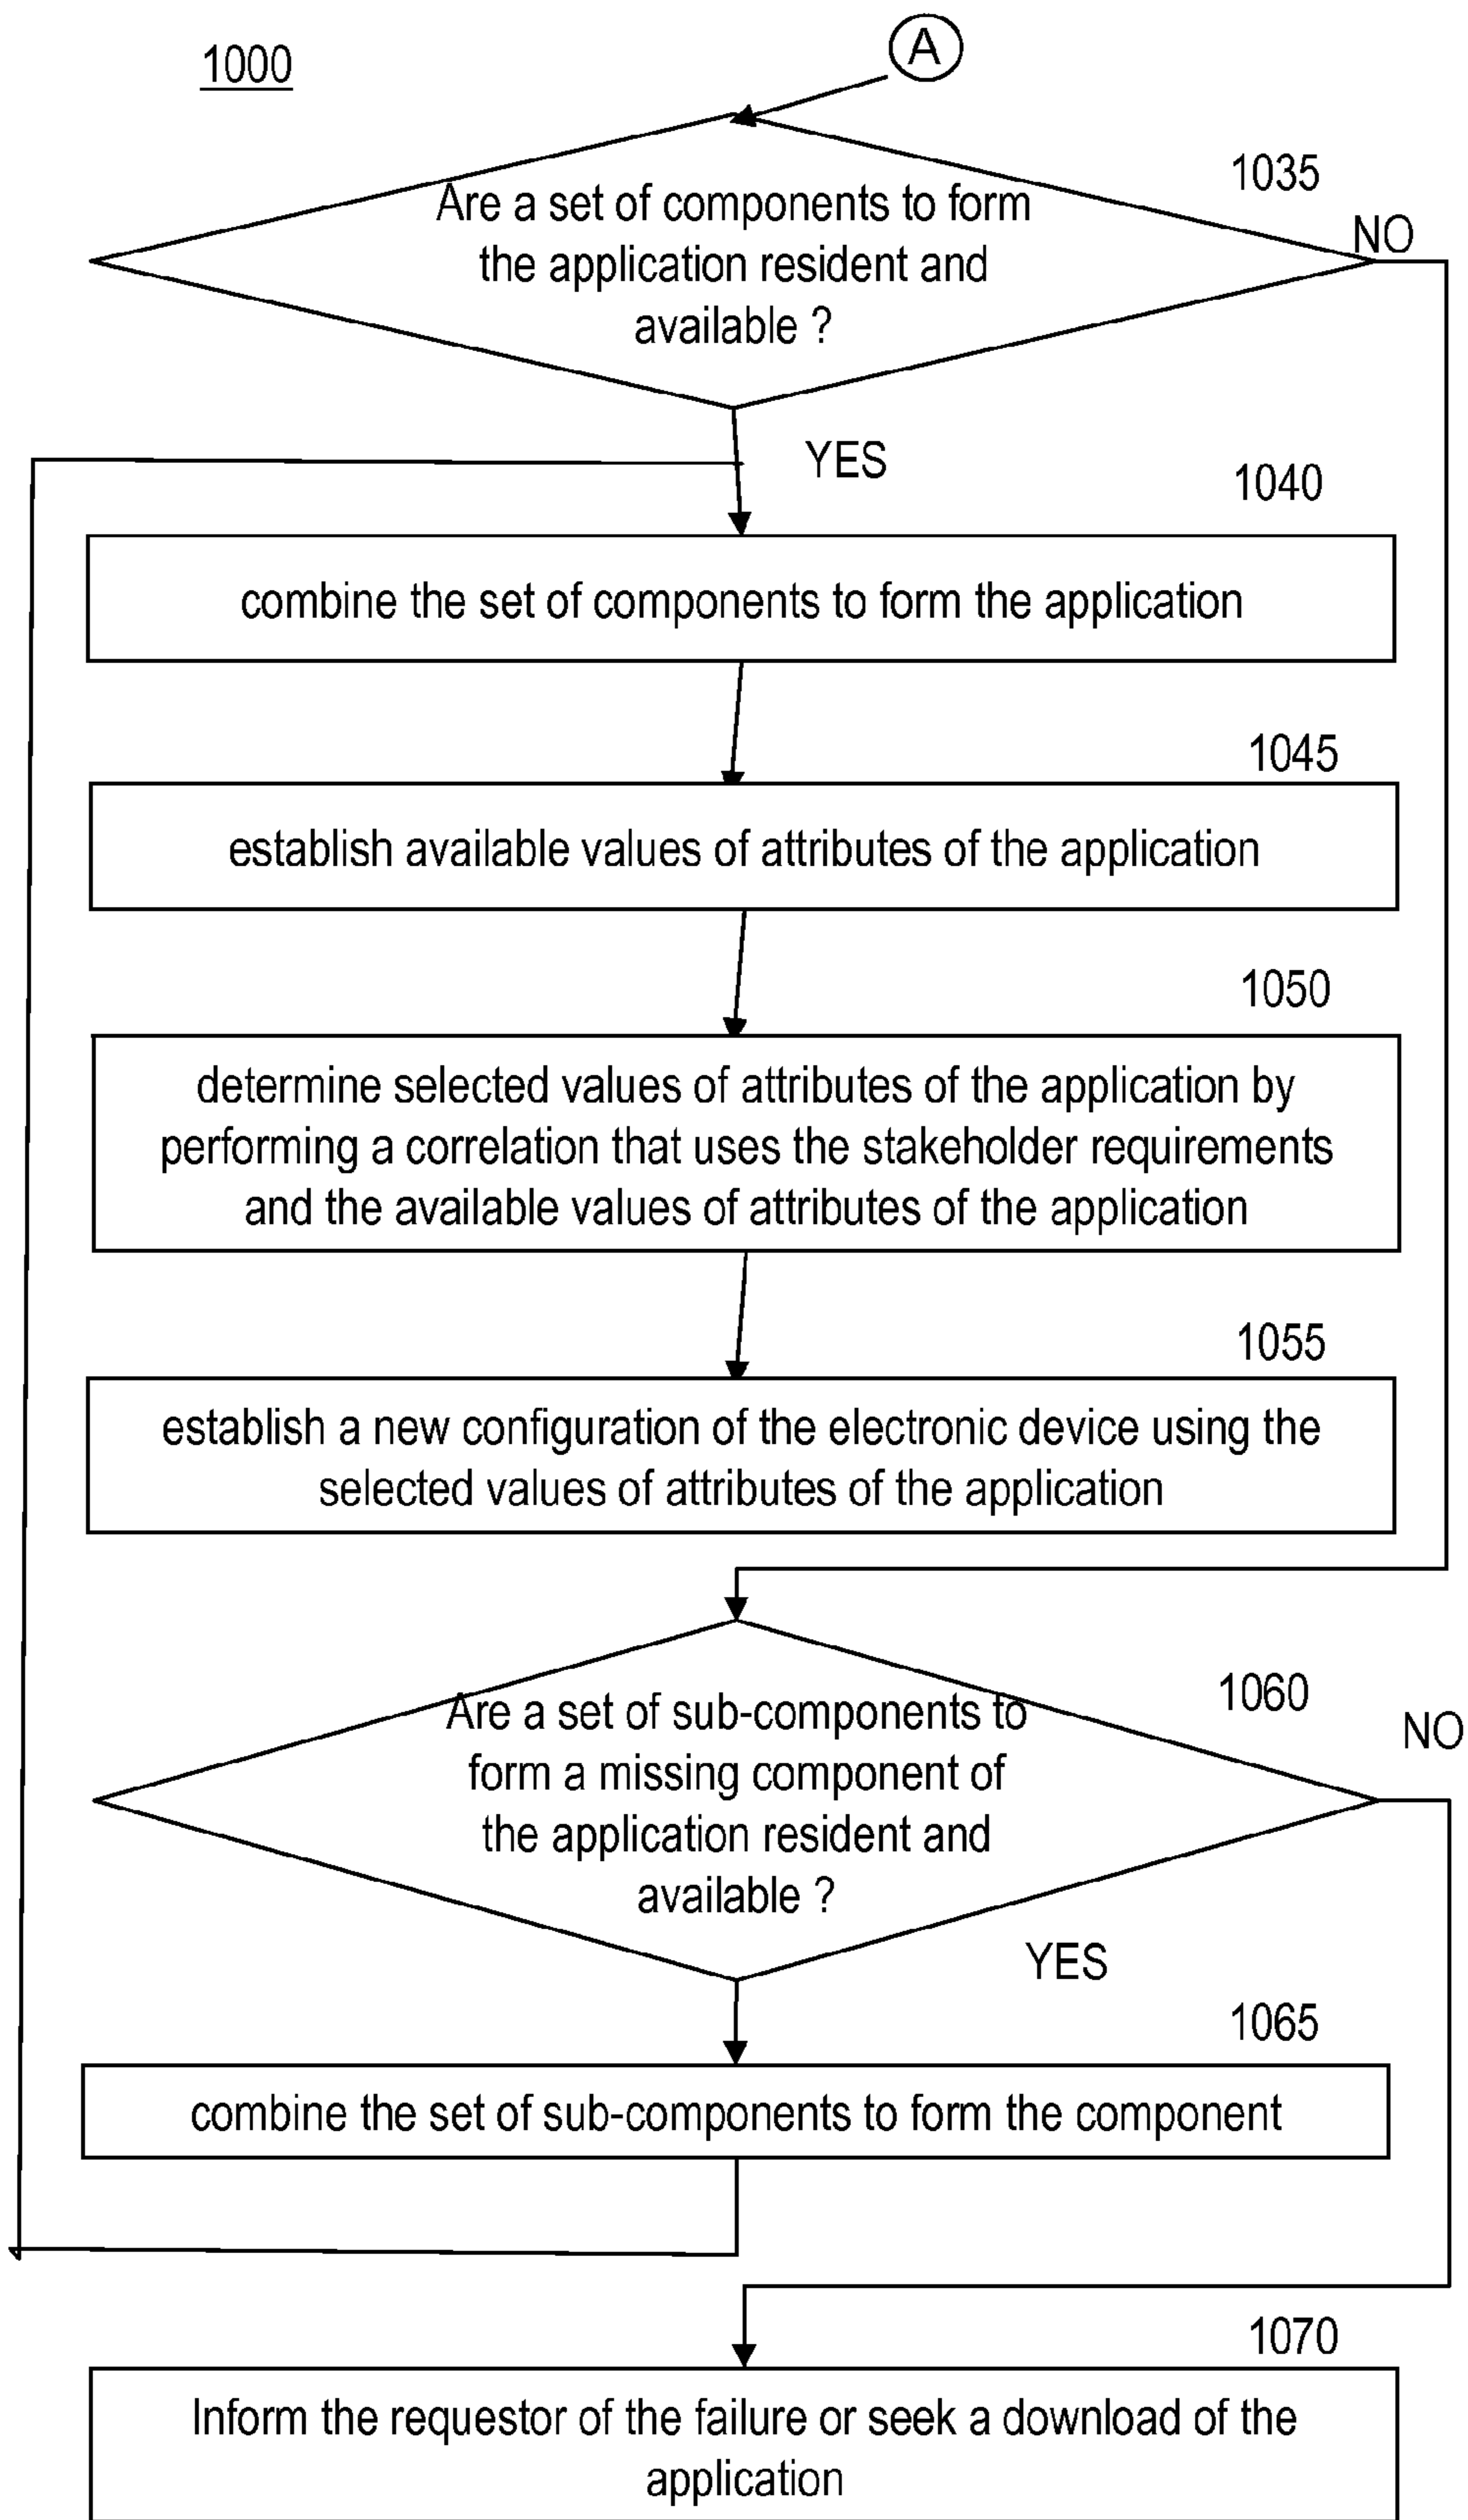 A
1000
1035
Are a set of components to form
the application resident and
available ?
NO
YES
1040
combine the set of components to form the application
1045
establish available values of attributes of the application
1050
determine selected values of attributes of the application by
performing a correlation that uses the stakeholder requirements
and the available values of attributes of the application
1055
establish a new configuration of the electronic device using the
selected values of attributes of the application
1060
NO
Are a set of sub-components to
form a missing component of
the application resident and
available ?
YES
1065
combine the set of sub-components to form the component
1070
Inform the requestor of the failure or seek a download of the
application